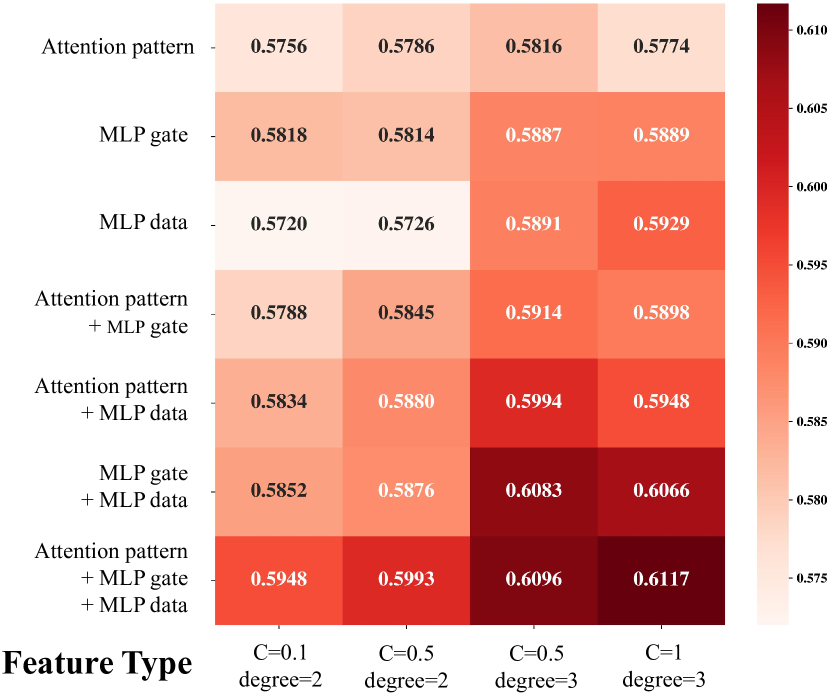 Attention pattern 0.5756 0.5786 0.5816 0.5774
MLP gate 0.5818 0.5814 0.5887 0.5889
MLP data 0.5720 0.5726 0.5891 0.5929
Attention pattern
+ MLP gate 0.5788 0.5845 0.5914 0.5898
Attention pattern
+ MLP data 0.5834 0.5880 0.5994 0.5948
MLP gate
+ MLP data 0.5852 0.5876 0.6083 0.6066
Attention pattern
+ MLP gate 0.5948 0.5993 0.6096 0.6117
+ MLP data
Feature Type
C=0.1 C=0.5 C=0.5 C=1
degree=2 degree=2 degree=3 degree=3
0.610
0.605
0.600
0.595
0.590
0.585
0.580
0.575